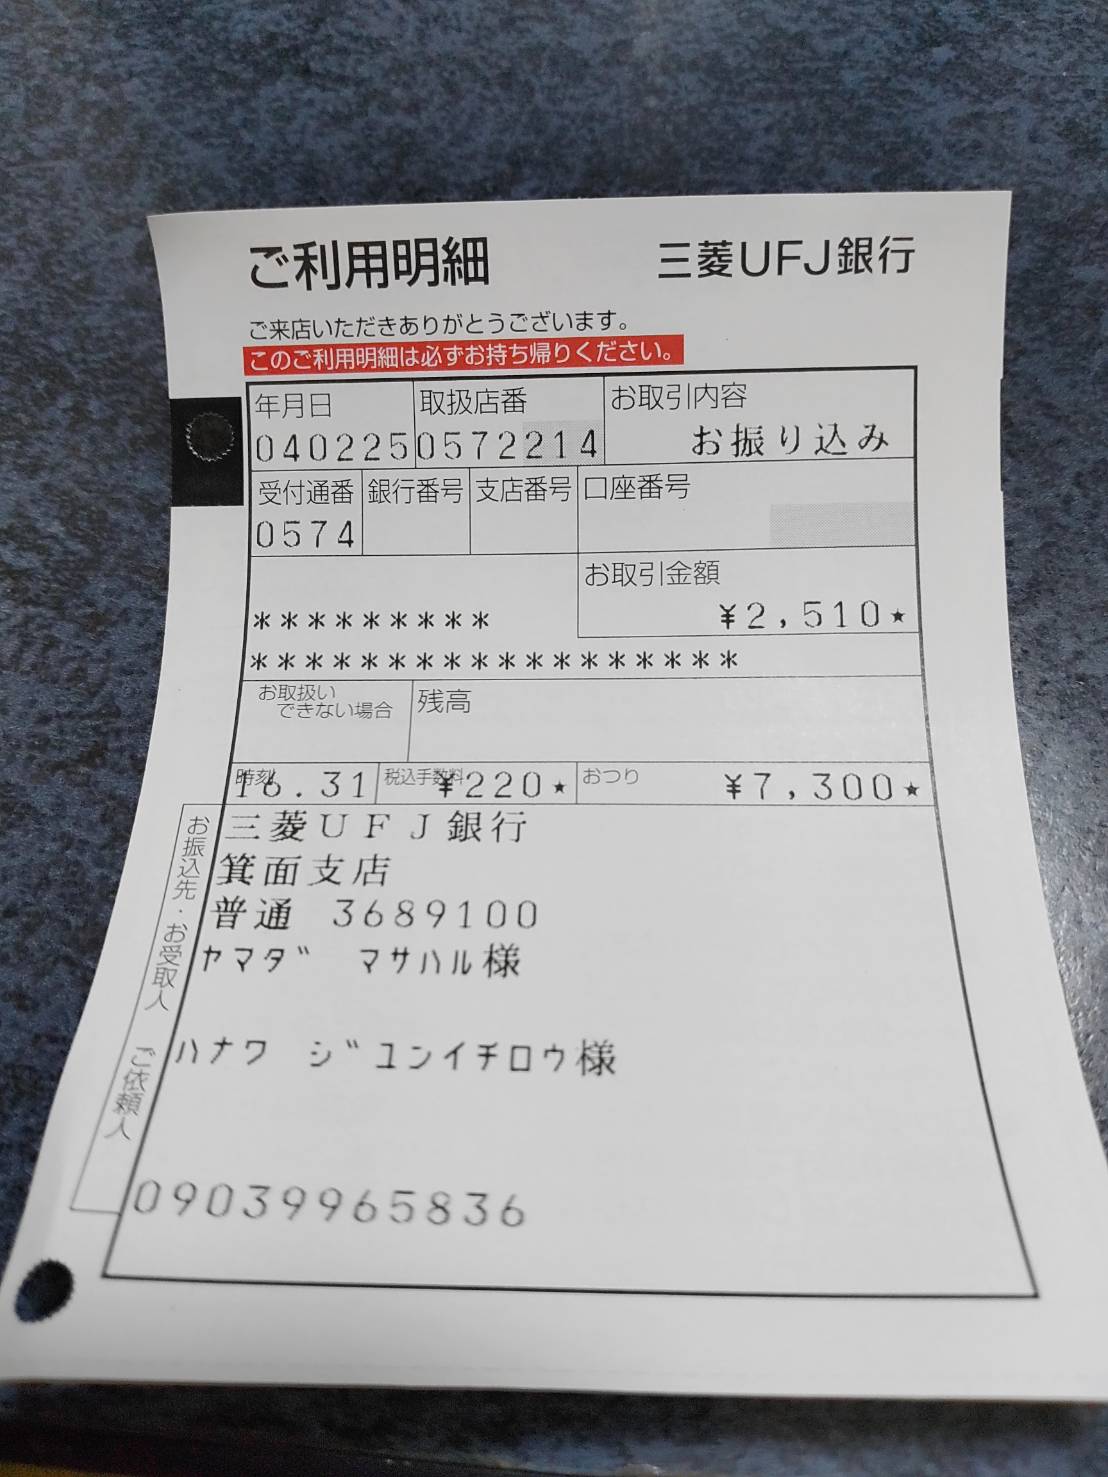 ご利用明細 三菱UFJ銀行
ご来店いただきありがとうございます。
このご利用明細は必ずお持ち帰りください。
年月日 取扱店番 お取引内容
040225 0572214 お振り込み
受付通番 銀行番号 支店番号 口座番号
0574
お取引金額
********* ¥2,510★
******************
お取扱い
できない場合 残高
時刻 税込手数料 おつり
16.31 ¥220★ ¥7,300★
お振込先・お受取人
三菱UFJ銀行
箕面支店
普通 3689100
ヤマダ゛ マサハル様
ご依頼人
ハナワ ジユンイチロウ様
09039965836